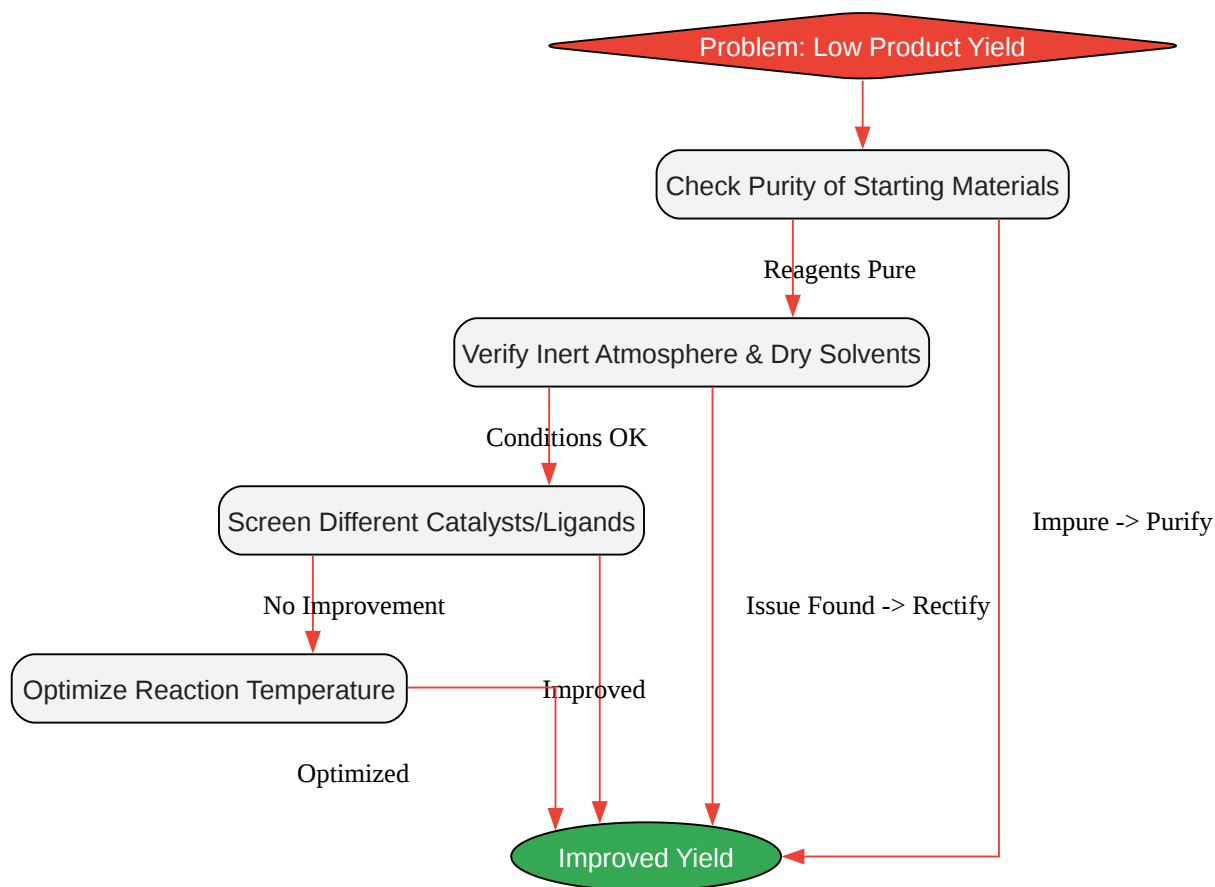 Problem: Low Product Yield
Check Purity of Starting Materials
Reagents Pure
Verify Inert Atmosphere & Dry Solvents
Conditions OK
Screen Different Catalysts/Ligands
Impure -> Purify
No Improvement
Issue Found -> Rectify
Optimize Reaction Temperature
Improved
Optimized
Improved Yield